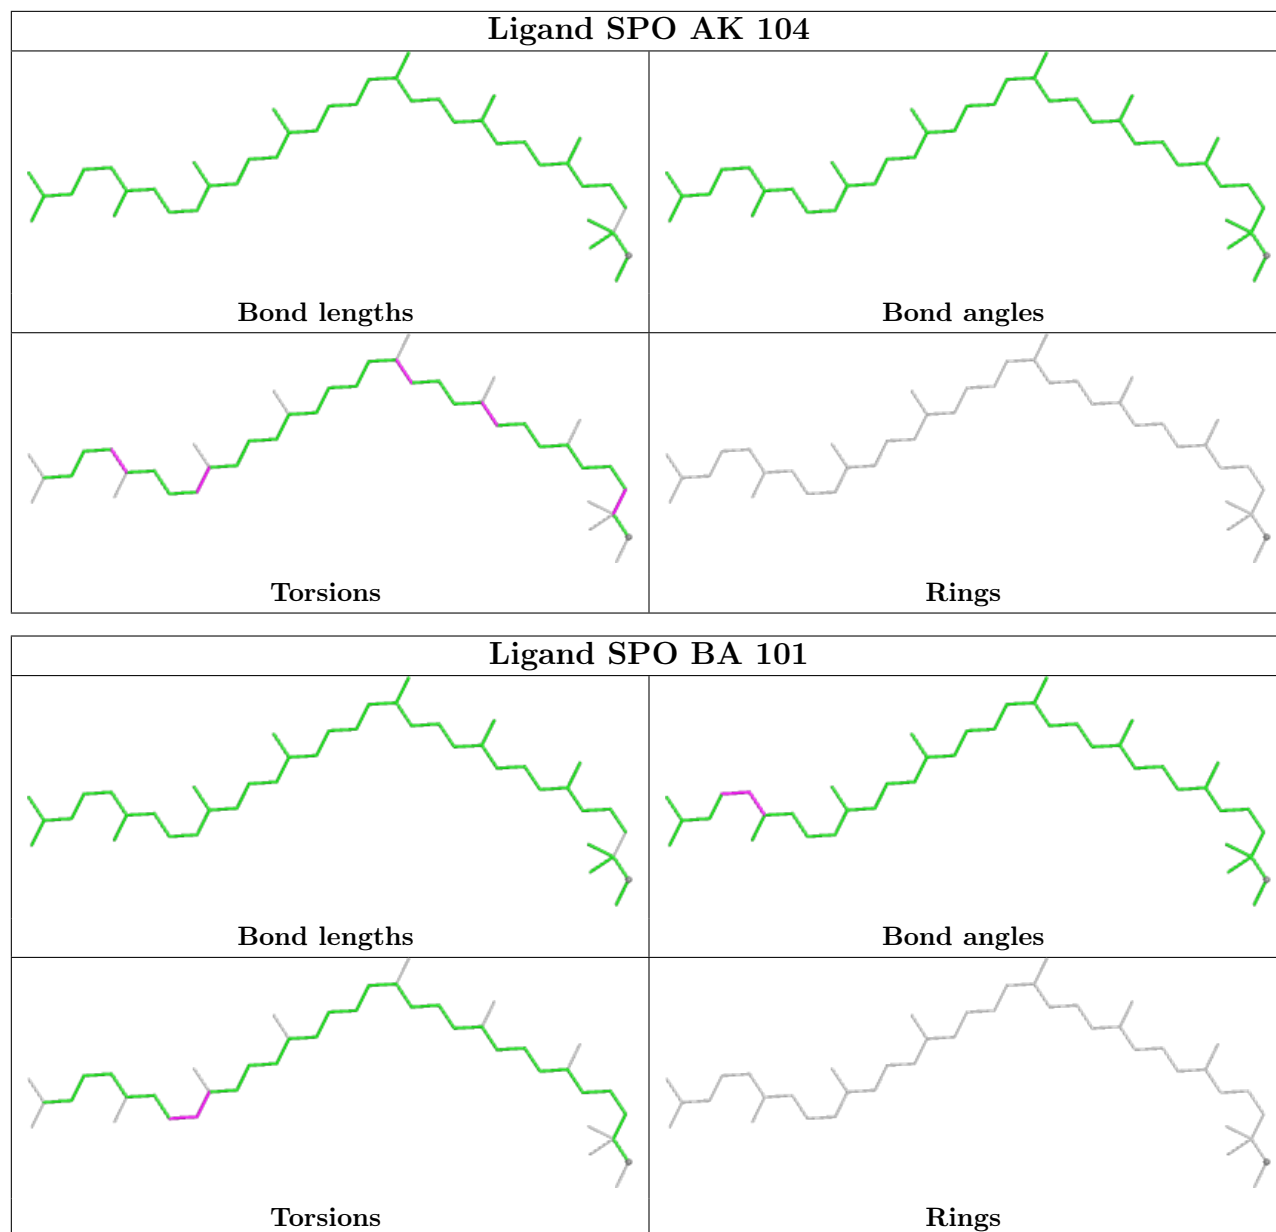 Ligand SPO AK 104
Bond lengths
Bond angles
Torsions
Rings
Ligand SPO BA 101
Bond lengths
Bond angles
Torsions
Rings